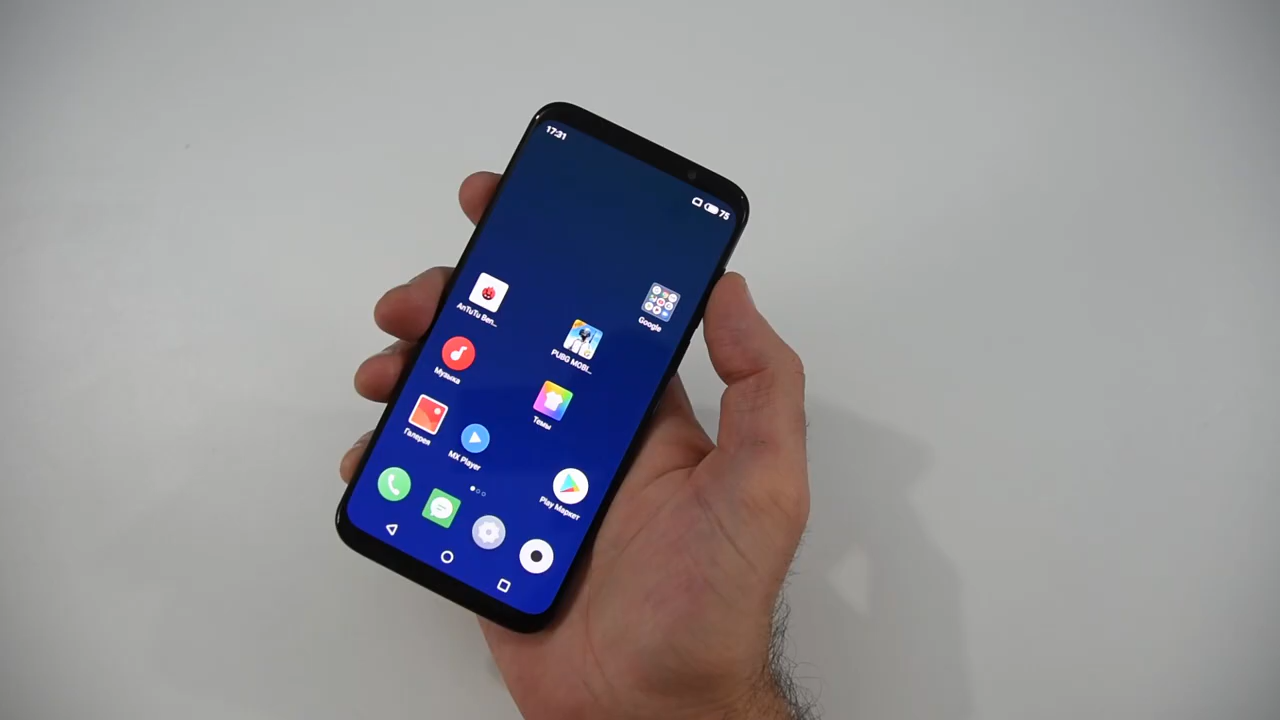 17:31
75
AnTuTu Ben...
Google
PUBG MOBI...
Музыка
Темы
Галерея
MX Player
Play Маркет